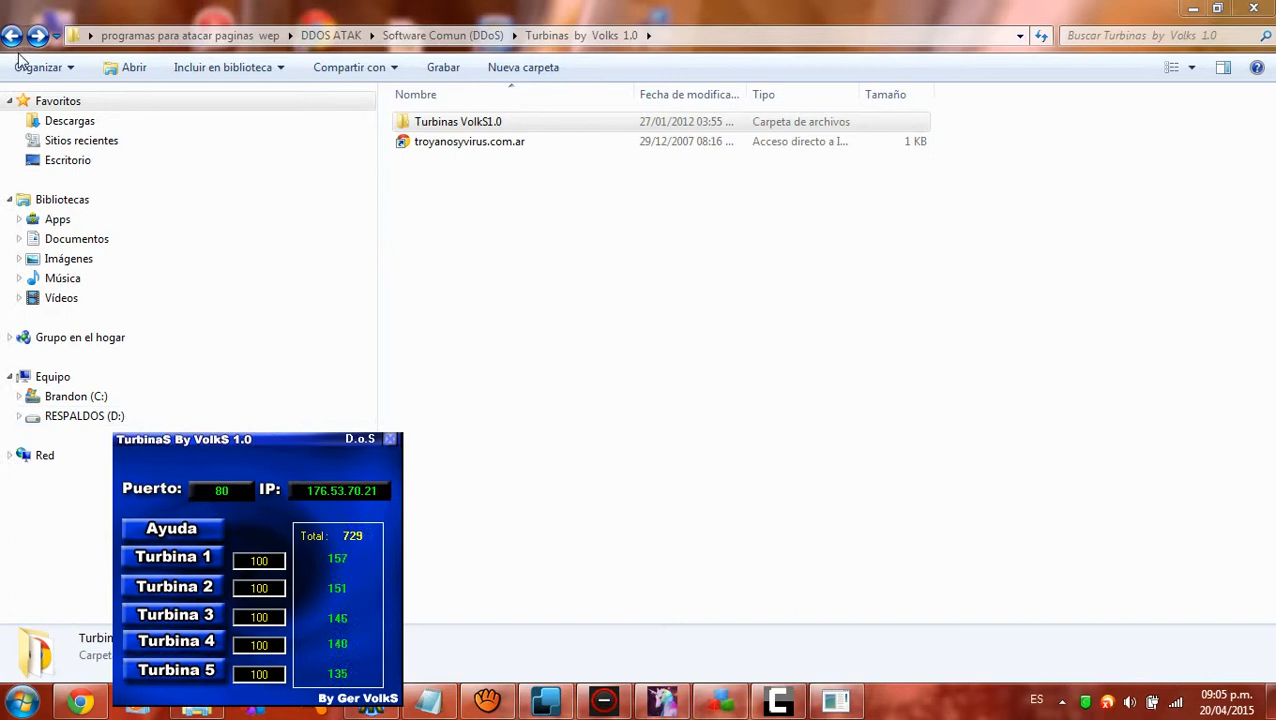 programas para atacar paginas wep DDOS ATAK Software Comun (DDoS) Turbinas by Volks 1.0 Buscar Turbinas by Volks 1.0
Organizar Abrir Incluir en biblioteca Compartir con Grabar Nueva carpeta
Nombre Fecha de modifica... Tipo Tamaño
Favoritos
Descargas
Sitios recientes
Escritorio
Bibliotecas
Apps
Documentos
Imágenes
Música
Vídeos
Grupo en el hogar
Equipo
Brandon (C:)
RESPALDOS (D:)
Red
Turbinas VolkS1.0 27/01/2012 03:55 ... Carpeta de archivos
troyanosyvirus.com.ar 29/12/2007 08:16 ... Acceso directo a I... 1 KB
TurbinaS By VolkS 1.0 D.o.S
Puerto: 80 IP: 176.53.70.21
Ayuda Total: 729
Turbina 1 100 157
Turbina 2 100 151
Turbina 3 100 146
Turbina 4 100 140
Turbina 5 100 135
By Ger VolkS
Turbin
Carpet
ES 09:05 p.m.
20/04/2015